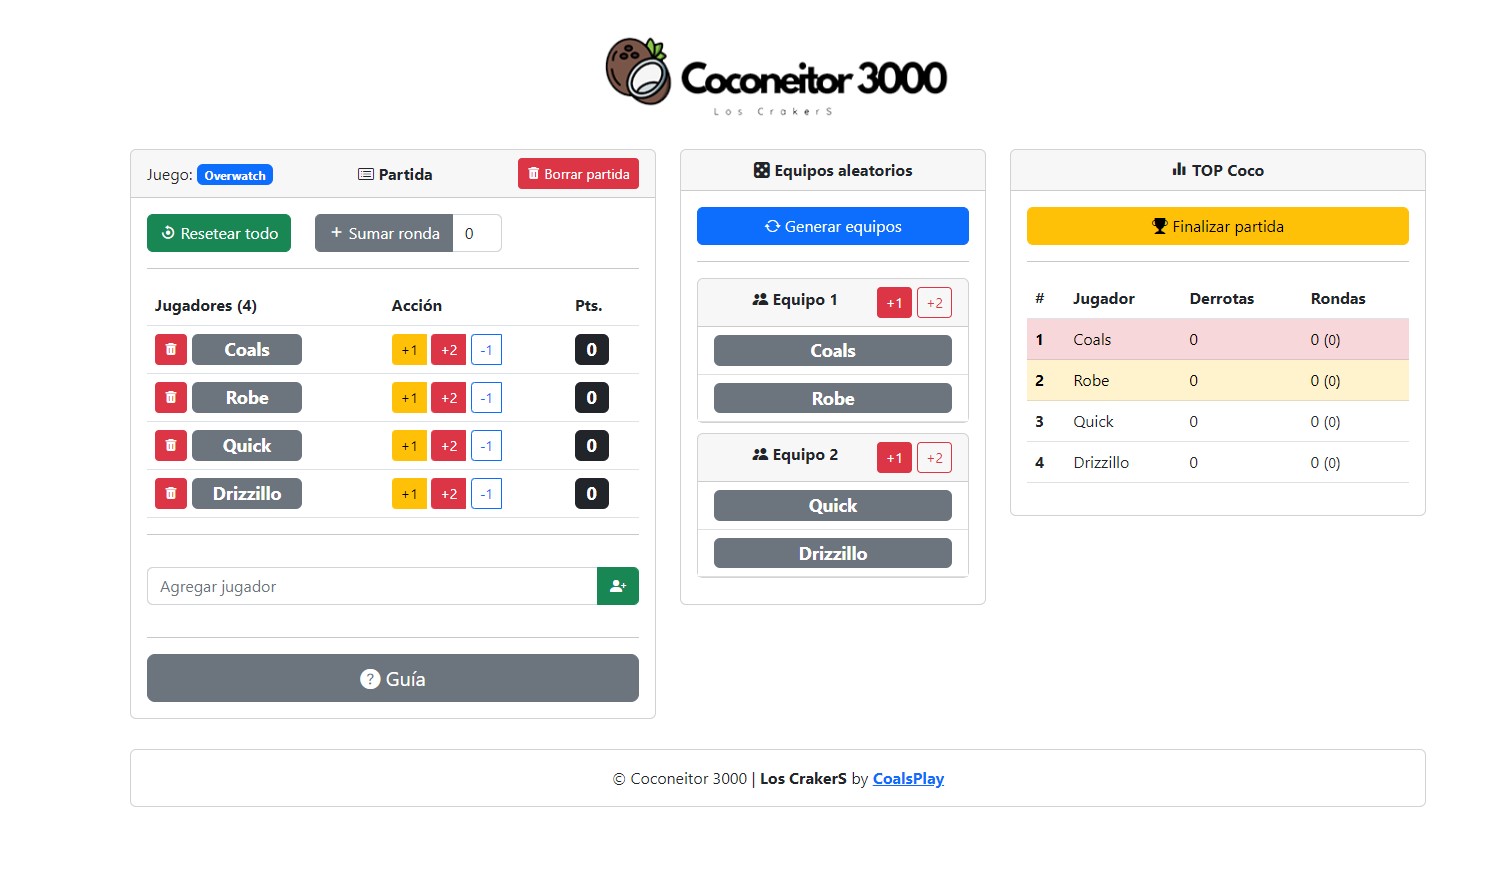 Coconeitor 3000
Los CrakerS
Juego: Overwatch
Partida
Borrar partida
Resetear todo
+ Sumar ronda 0
Jugadores (4) Acción Pts.
Coals +1 +2 -1 0
Robe +1 +2 -1 0
Quick +1 +2 -1 0
Drizzillo +1 +2 -1 0
Agregar jugador
? Guía
Equipos aleatorios
Generar equipos
Equipo 1 +1 +2
Coals
Robe
Equipo 2 +1 +2
Quick
Drizzillo
TOP Coco
Finalizar partida
# Jugador Derrotas Rondas
1 Coals 0 0 (0)
2 Robe 0 0 (0)
3 Quick 0 0 (0)
4 Drizzillo 0 0 (0)
© Coconeitor 3000 | Los CrakerS by CoalsPlay